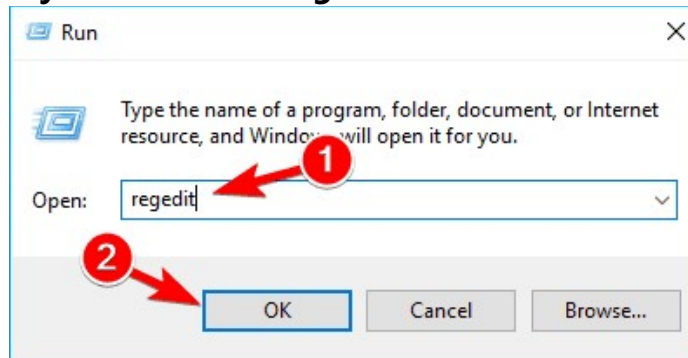 Run
Type the name of a program, folder, document, or Internet
resource, and Windows will open it for you.
1
Open: regedit
2
OK Cancel Browse...